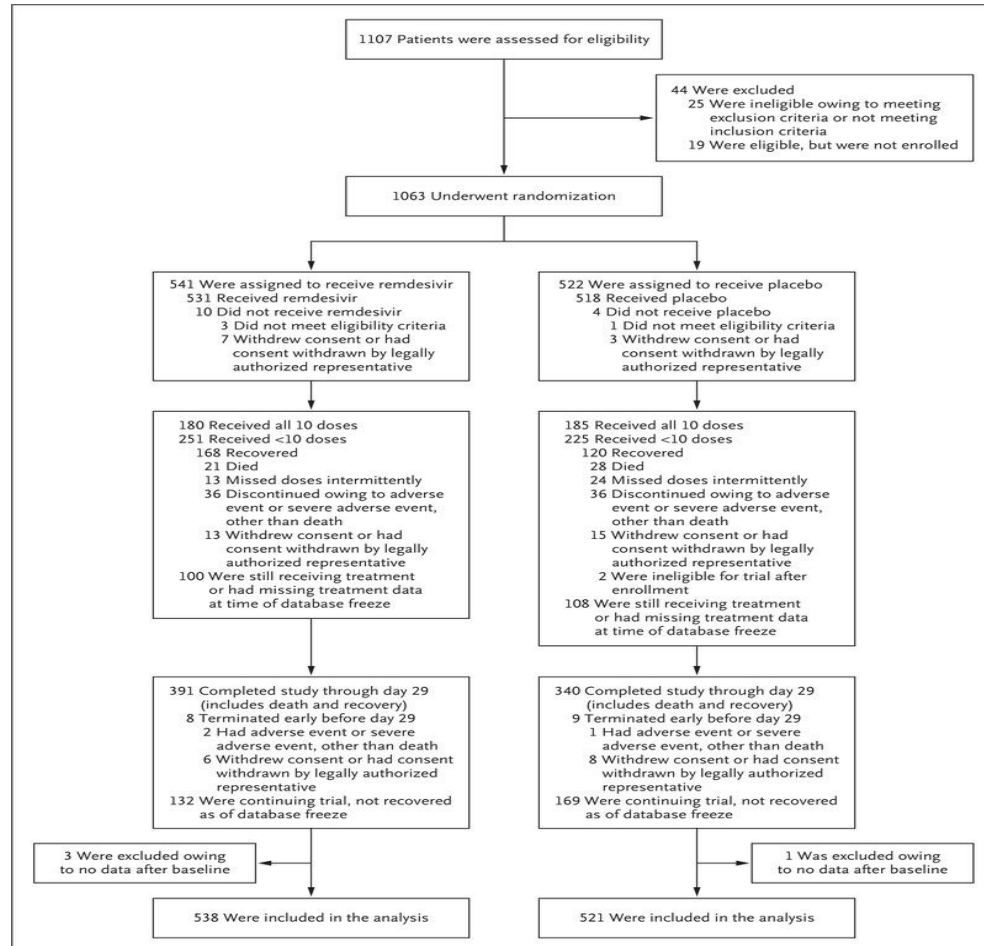 1107 Patients were assessed for eligibility
44 Were excluded
25 Were ineligible owing to meeting
exclusion criteria or not meeting
inclusion criteria
19 Were eligible, but were not enrolled
1063 Underwent randomization
541 Were assigned to receive remdesivir
531 Received remdesivir
10 Did not receive remdesivir
3 Did not meet eligibility criteria
7 Withdrew consent or had
consent withdrawn by legally
authorized representative
522 Were assigned to receive placebo
518 Received placebo
4 Did not receive placebo
1 Did not meet eligibility criteria
3 Withdrew consent or had
consent withdrawn by legally
authorized representative
180 Received all 10 doses
251 Received <10 doses
168 Recovered
21 Died
13 Missed doses intermittently
36 Discontinued owing to adverse
event or severe adverse event,
other than death
13 Withdrew consent or had
consent withdrawn by legally
authorized representative
100 Were still receiving treatment
or had missing treatment data
at time of database freeze
185 Received all 10 doses
225 Received <10 doses
120 Recovered
28 Died
24 Missed doses intermittently
36 Discontinued owing to adverse
event or severe adverse event,
other than death
15 Withdrew consent or had
consent withdrawn by legally
authorized representative
2 Were ineligible for trial after
enrollment
108 Were still receiving treatment
or had missing treatment data
at time of database freeze
391 Completed study through day 29
(includes death and recovery)
8 Terminated early before day 29
2 Had adverse event or severe
adverse event, other than death
6 Withdrew consent or had consent
withdrawn by legally authorized
representative
132 Were continuing trial, not recovered
as of database freeze
340 Completed study through day 29
(includes death and recovery)
9 Terminated early before day 29
1 Had adverse event or severe
adverse event, other than death
8 Withdrew consent or had consent
withdrawn by legally authorized
representative
169 Were continuing trial, not recovered
as of database freeze
3 Were excluded owing
to no data after baseline
1 Was excluded owing
to no data after baseline
538 Were included in the analysis
521 Were included in the analysis